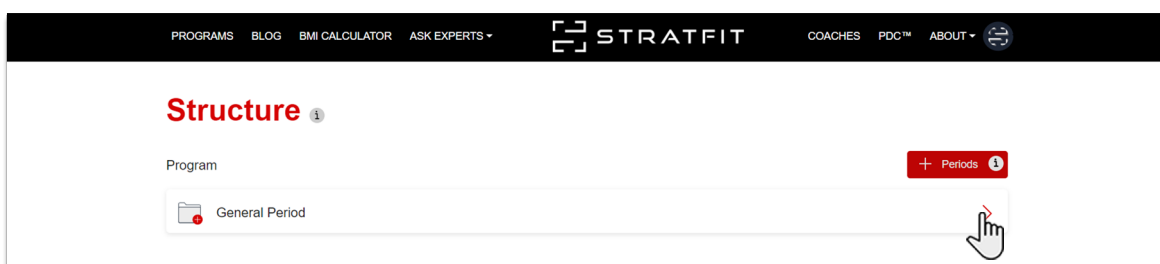 PROGRAMS BLOG BMI CALCULATOR ASK EXPERTS STRATFIT COACHES PDC™ ABOUT
Structure i
Program + Periods i
General Period